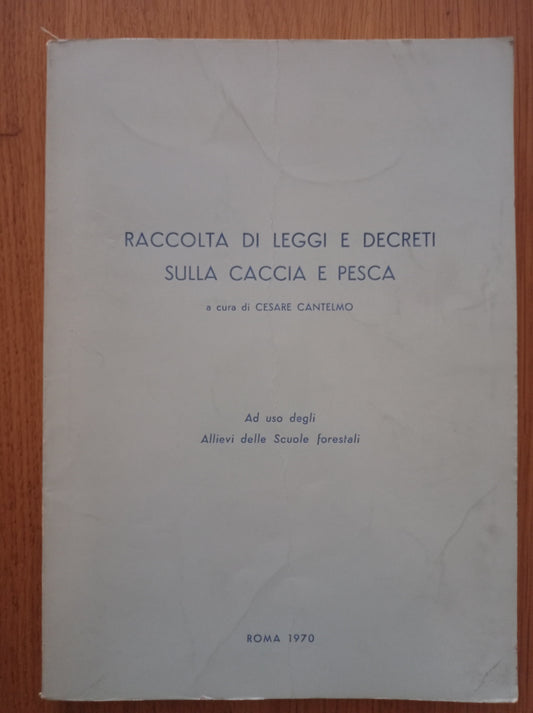 RACCOLTA DI LEGGI E DECRETI
SULLA CACCIA E PESCA
a cura di CESARE CANTELMO
Ad uso degli
Allievi delle Scuole forestali
ROMA 1970